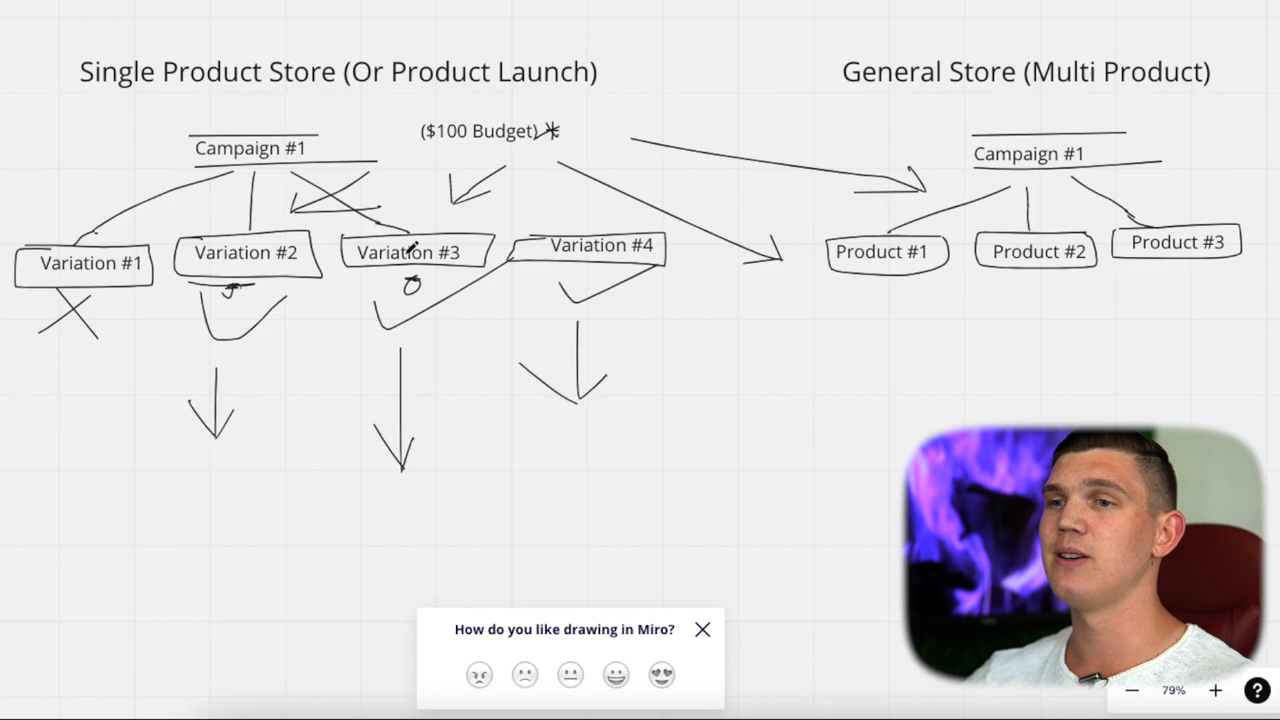 Single Product Store (Or Product Launch)
General Store (Multi Product)
($100 Budget)
Campaign #1
Campaign #1
Variation #1
Variation #2
Variation #3
Variation #4
Product #1
Product #2
Product #3
How do you like drawing in Miro?
79%
?